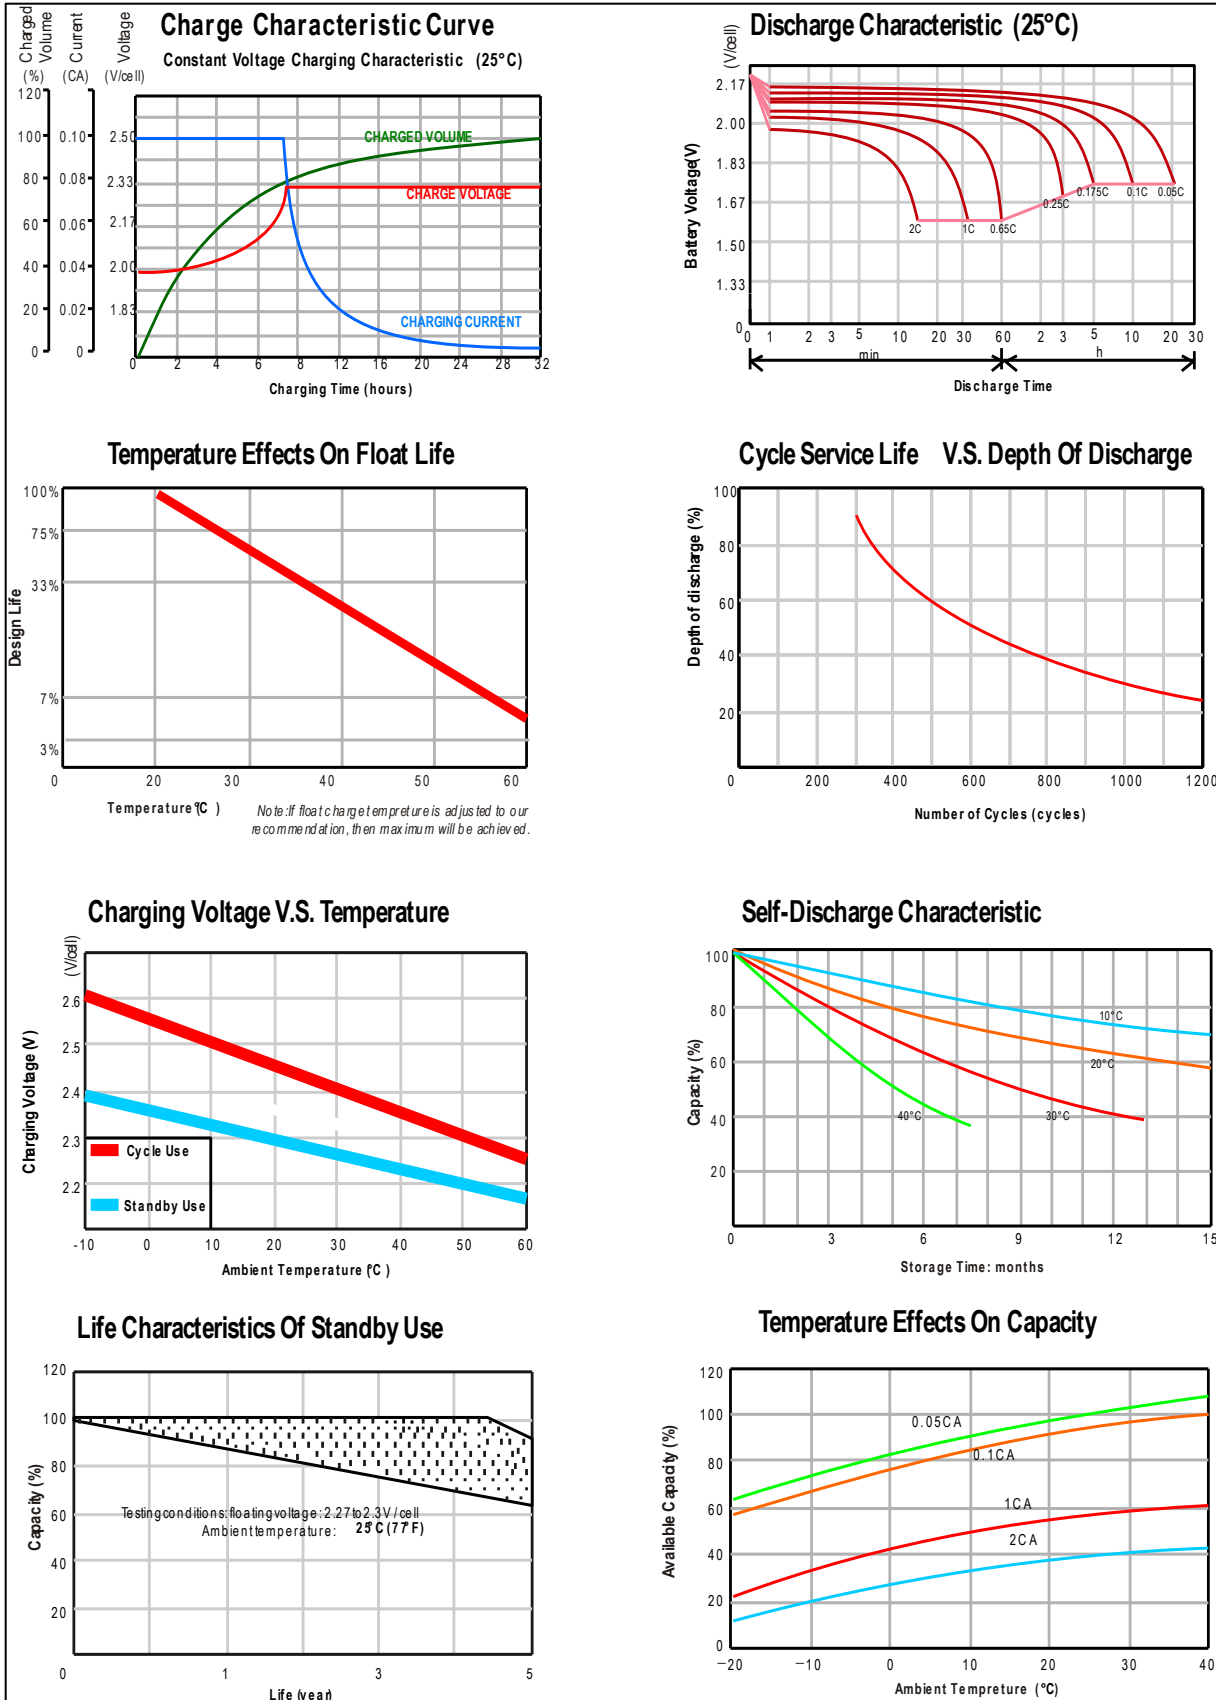 Charge Characteristic Curve
Constant Voltage Charging Characteristic (25°C)
Charged Volume
(%)
Current
(CA)
Voltage
(V/cell)
120
100 0.10 2.50
80 0.08 2.33
60 0.06 2.17
40 0.04 2.00
20 0.02 1.83
0 0
CHARGED VOLUME
CHARGE VOLTAGE
CHARGING CURRENT
0 2 4 6 8 10 12 16 20 24 28 32
Charging Time (hours)
Discharge Characteristic (25°C)
(V/cell)
Battery Voltage(V)
2.17
2.00
1.83
1.67
1.50
1.33
0
2C 1C 0.65C 0.25C 0.175C 0.1C 0.05C
0 1 2 3 5 10 20 30 60 2 3 5 10 20 30
min h
Discharge Time
Temperature Effects On Float Life
Design Life
100%
75%
33%
7%
3%
0 20 30 40 50 60
Temperature(°C )
Note:If float charge tempreture is adjusted to our
recommendation, then maximum will be achieved.
Cycle Service Life V.S. Depth Of Discharge
Depth of discharge (%)
100
80
60
40
20
0 200 400 600 800 1000 1200
Number of Cycles (cycles)
Charging Voltage V.S. Temperature
(V/cell)
Charging Voltage (V)
2.6
2.5
2.4
2.3
2.2
Cycle Use
Standby Use
-10 0 10 20 30 40 50 60
Ambient Temperature (°C )
Self-Discharge Characteristic
Capacity (%)
100
80
60
40
20
10°C
20°C
30°C
40°C
0 3 6 9 12 15
Storage Time: months
Life Characteristics Of Standby Use
Capacity (%)
120
100
80
60
40
20
Testing conditions: floating voltage: 2.27 to 2.3V / cell
Ambient temperature: 25°C (77°F)
0 1 3 5
Life (year)
Temperature Effects On Capacity
Available Capacity (%)
120
100
80
60
40
20
0
0.05CA
0.1CA
1CA
2CA
−20 −10 0 10 20 30 40
Ambient Tempreture (°C)